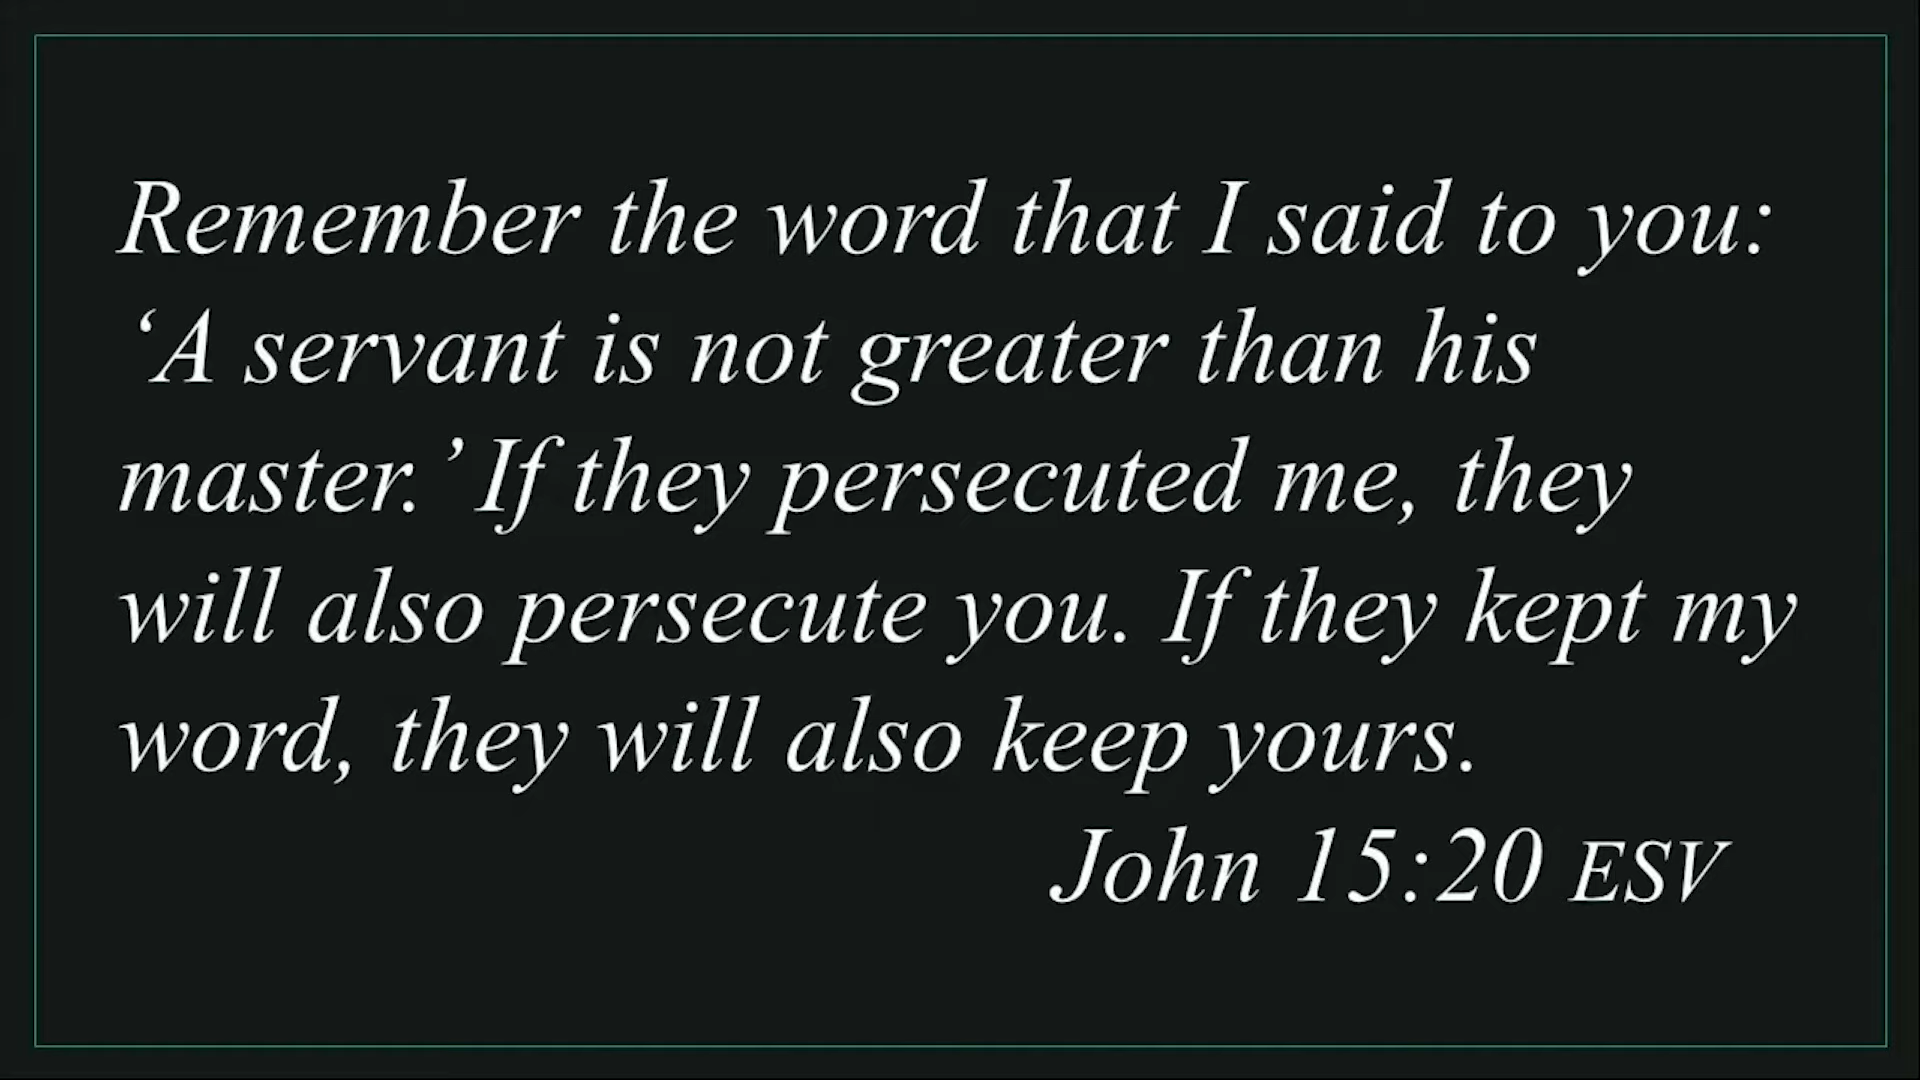 Remember the word that I said to you:
‘A servant is not greater than his
master.’ If they persecuted me, they
will also persecute you. If they kept my
word, they will also keep yours.
John 15:20 ESV